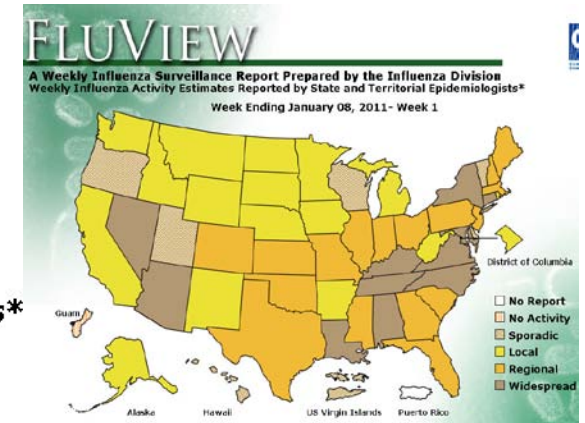 FLUVIEW
A Weekly Influenza Surveillance Report Prepared by the Influenza Division
Weekly Influenza Activity Estimates Reported by State and Territorial Epidemiologists*
Week Ending January 08, 2011- Week 1
District of Columbia
s*
Guam
No Report
No Activity
Sporadic
Local
Regional
Widespread
Alaska
Hawaii
US Virgin Islands
Puerto Rico